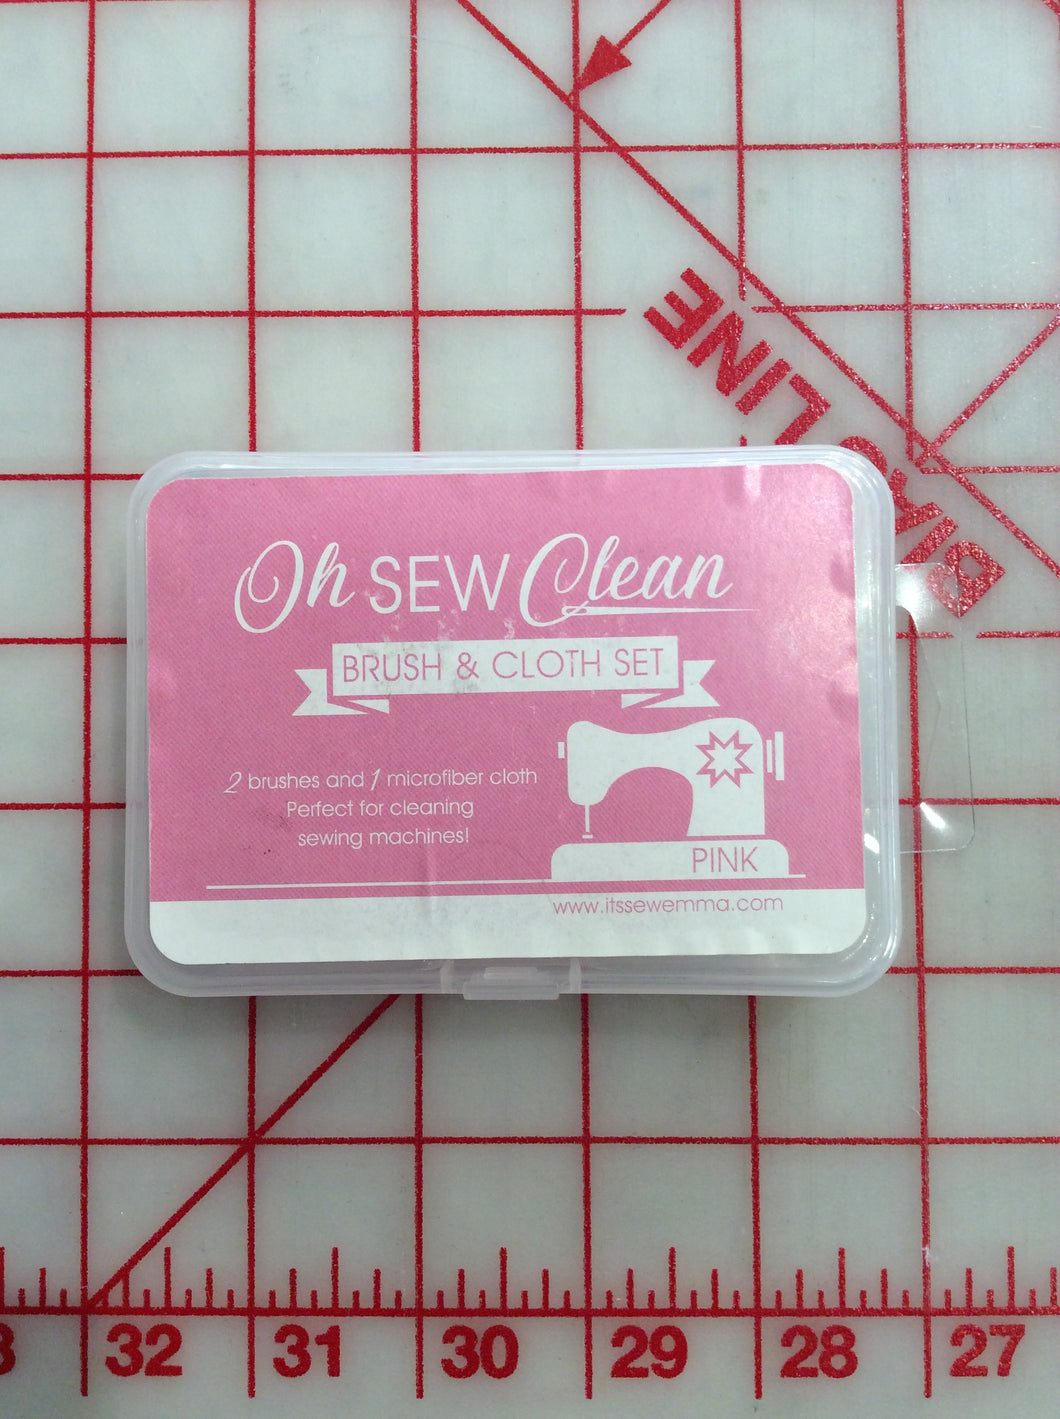 BIAS LINE
Oh SEW Clean
BRUSH & CLOTH SET
2 brushes and 1 microfiber cloth
Perfect for cleaning
sewing machines!
PINK
www.itssewemma.com
32 31 30 29 28 27